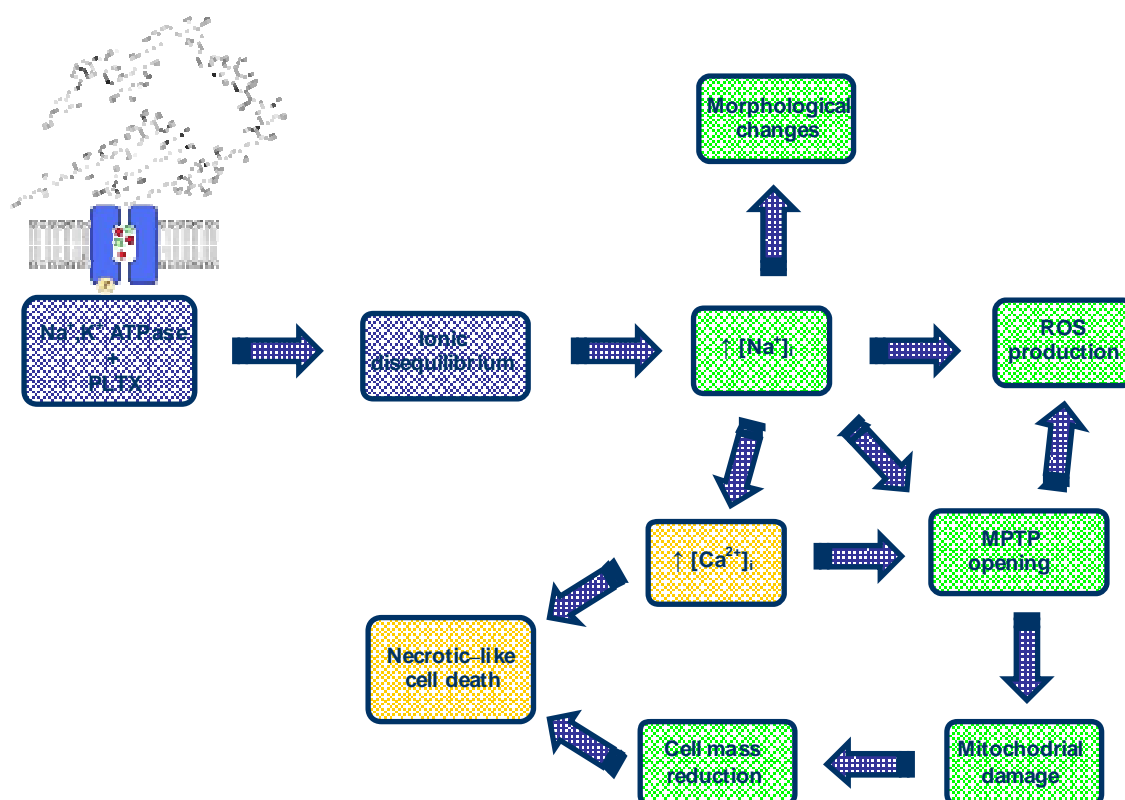 Morphological
changes
Na⁺,K⁺ ATPase
+
PLTX
Ionic
disequilibrium
↑ [Na⁺]ᵢ
ROS
production
↑ [Ca²⁺]ᵢ
MPTP
opening
Necrotic–like
cell death
Cell mass
reduction
Mitochodrial
damage